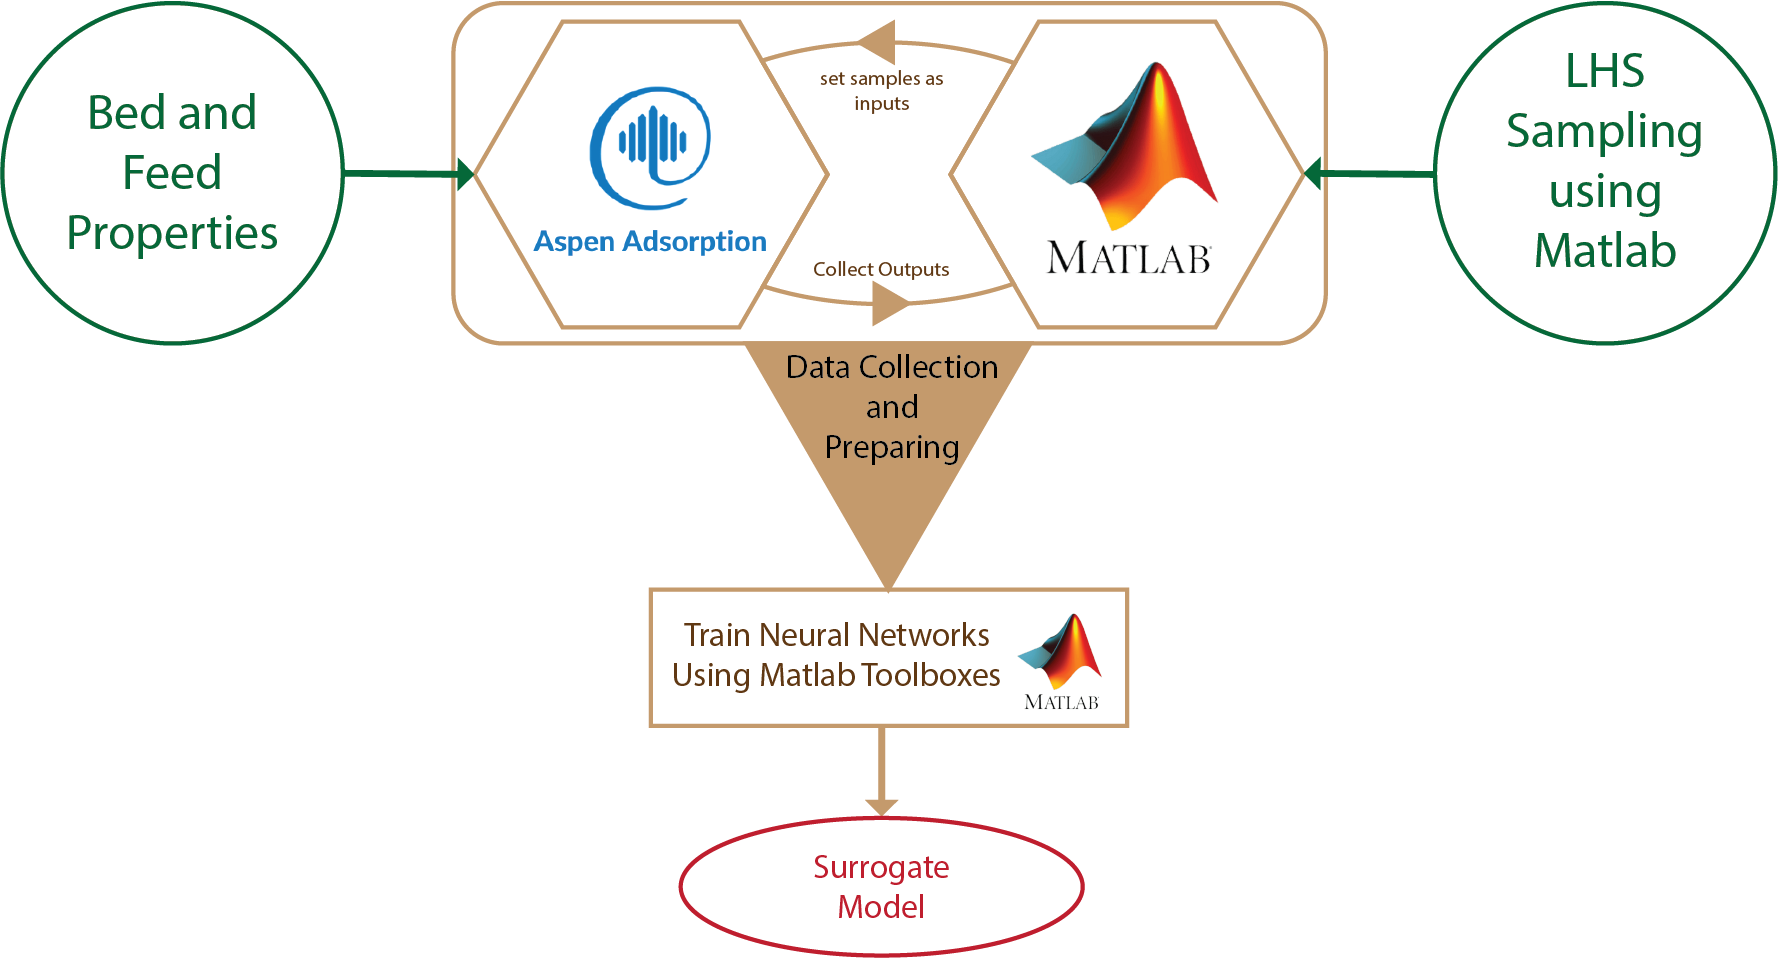 Bed and
Feed
Properties
set samples as
inputs
Aspen Adsorption
Collect Outputs
MATLAB
LHS
Sampling
using
Matlab
Data Collection
and
Preparing
Train Neural Networks
Using Matlab Toolboxes
MATLAB
Surrogate
Model